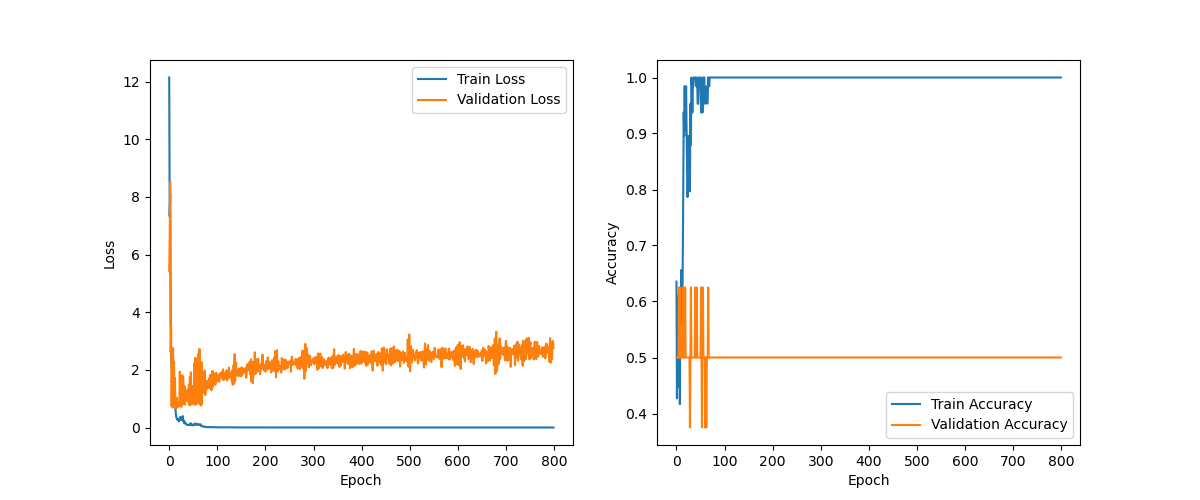 12
10
8
6
4
2
0
Loss
0 100 200 300 400 500 600 700 800
Epoch
Train Loss
Validation Loss
1.0
0.9
0.8
0.7
0.6
0.5
0.4
Accuracy
0 100 200 300 400 500 600 700 800
Epoch
Train Accuracy
Validation Accuracy